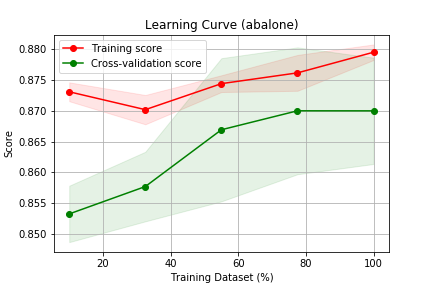 Learning Curve (abalone)
Training score
Cross-validation score
Score
0.880
0.875
0.870
0.865
0.860
0.855
0.850
20 40 60 80 100
Training Dataset (%)